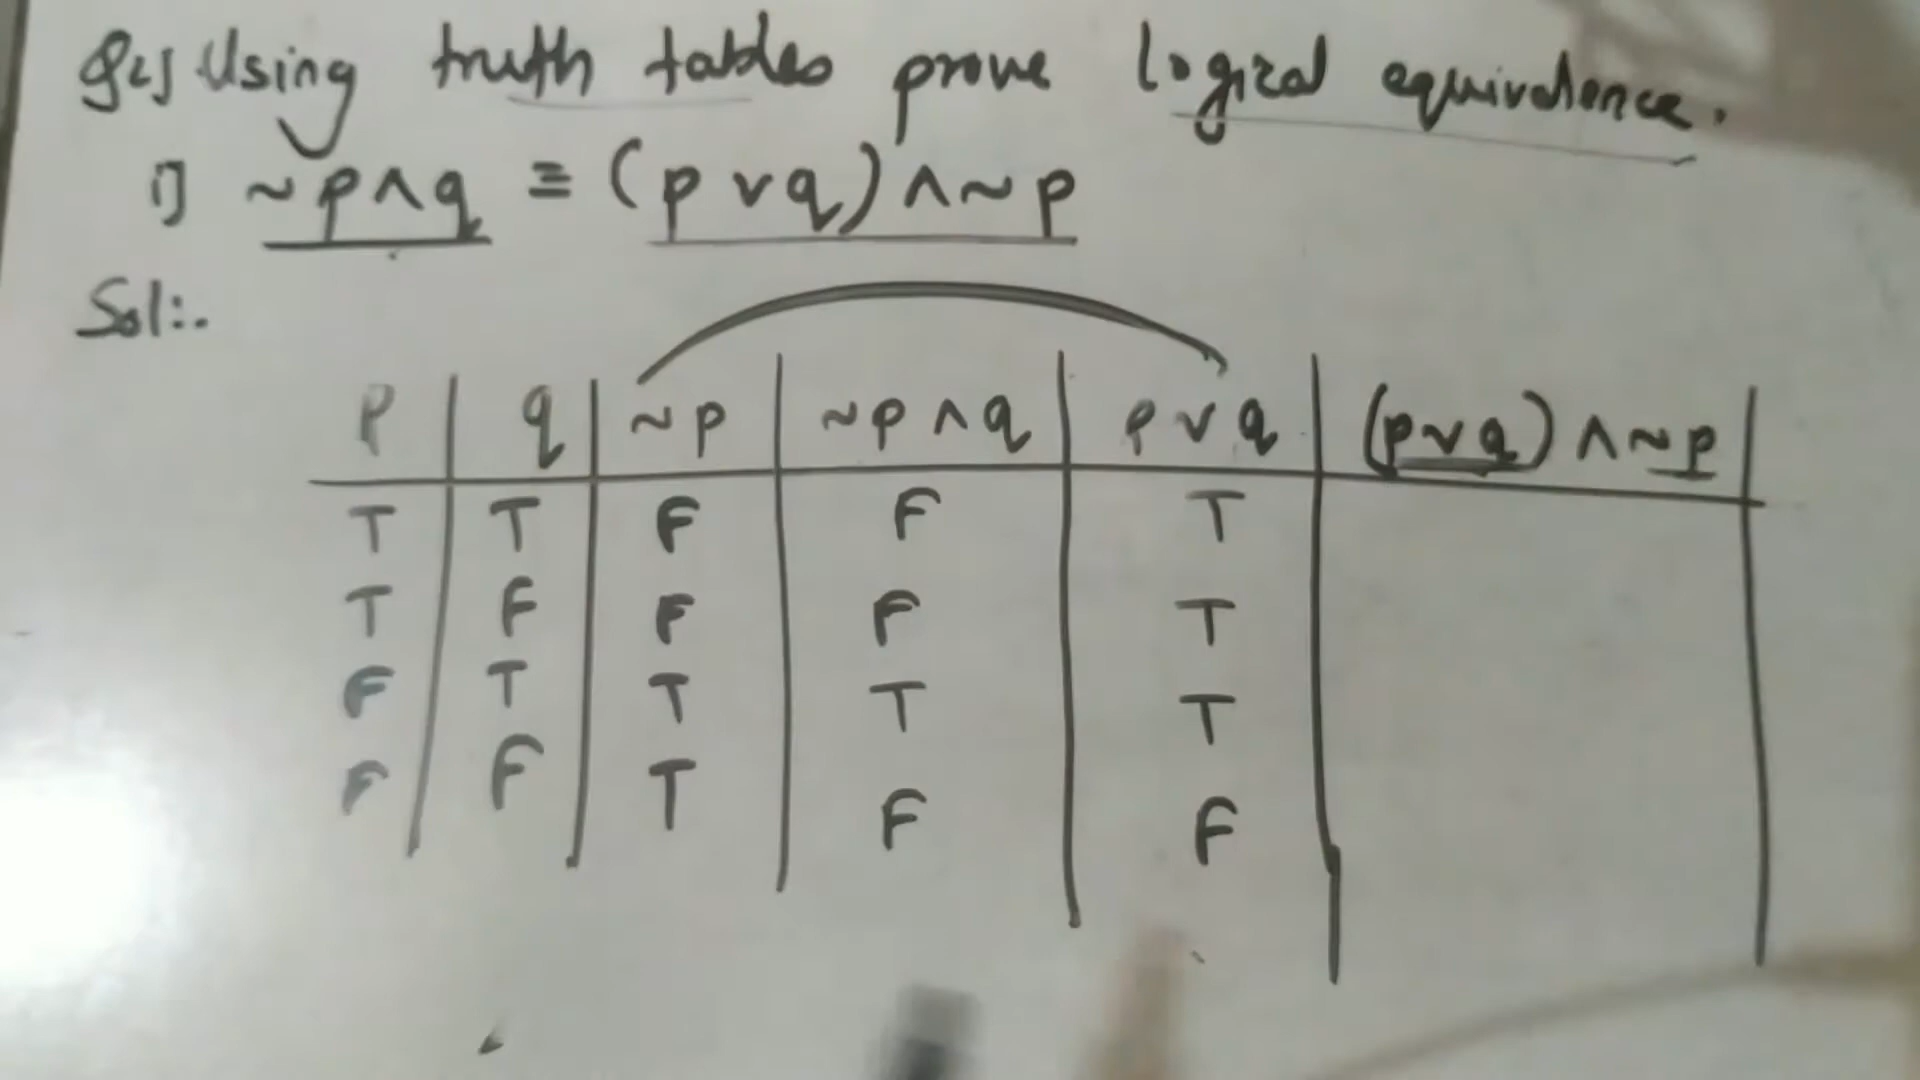 Q2] Using truth tables prove logical equivalence.
i] ~p∧q ≡ (p∨q)∧~p
Sol:.
p | q | ~p | ~p∧q | p∨q | (p∨q)∧~p |
T T F F T
T F F F T
F T T T T
F F T F F